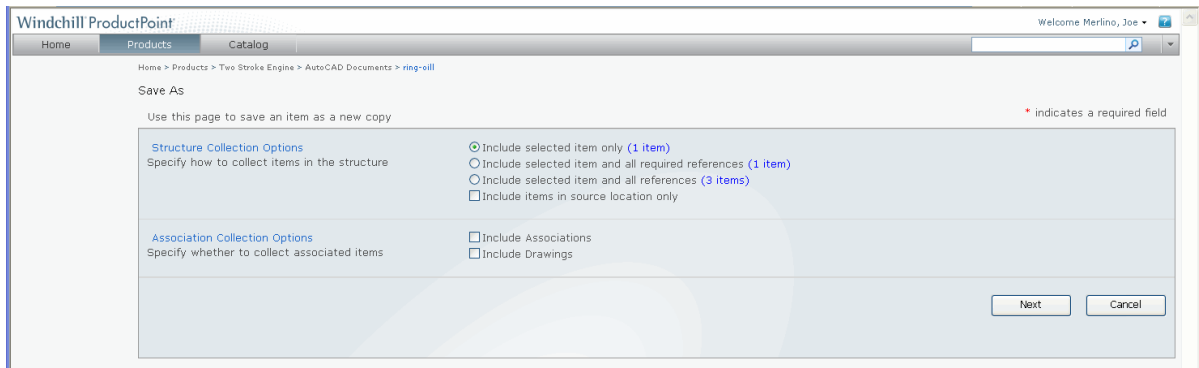 Windchill ProductPoint
Welcome Merlino, Joe
?
Home Products Catalog
Home > Products > Two Stroke Engine > AutoCAD Documents > ring-oill
Save As
Use this page to save an item as a new copy
* indicates a required field
Structure Collection Options
Specify how to collect items in the structure
Include selected item only (1 item)
Include selected item and all required references (1 item)
Include selected item and all references (3 items)
Include items in source location only
Association Collection Options
Specify whether to collect associated items
Include Associations
Include Drawings
Next Cancel